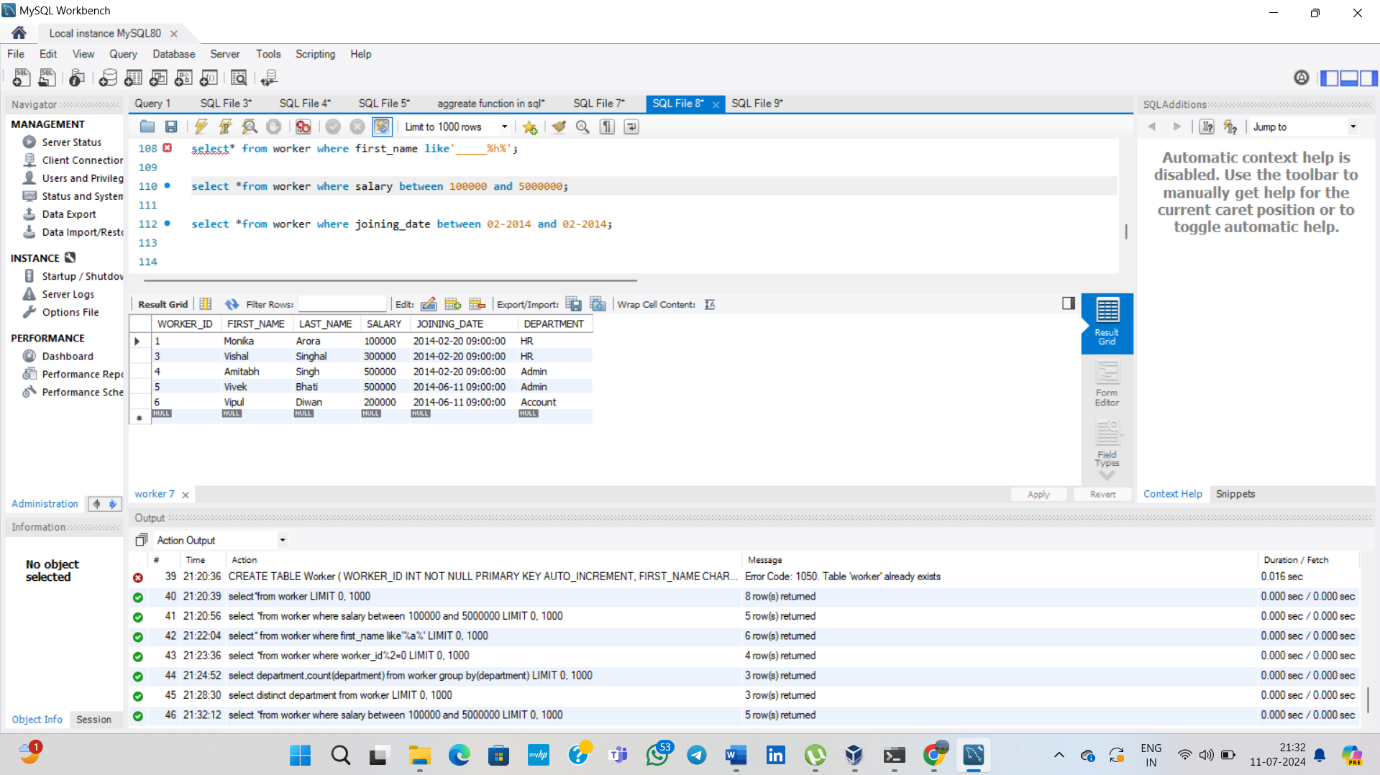 MySQL Workbench
Local instance MySQL80
File Edit View Query Database Server Tools Scripting Help
Navigator
MANAGEMENT
Server Status
Client Connection
Users and Privileg
Status and System
Data Export
Data Import/Resto
INSTANCE
Startup / Shutdov
Server Logs
Options File
PERFORMANCE
Dashboard
Performance Repo
Performance Sche
Administration
Information
No object
selected
Object Info Session
Query 1 SQL File 3* SQL File 4* SQL File 5* aggreate function in sql* SQL File 7* SQL File 8* SQL File 9*
Limit to 1000 rows
108 select* from worker where first_name like'_____%h%';
109
110 select *from worker where salary between 100000 and 5000000;
111
112 select *from worker where joining_date between 02-2014 and 02-2014;
113
114
Result Grid Filter Rows: Edit: Export/Import: Wrap Cell Content:
WORKER_ID FIRST_NAME LAST_NAME SALARY JOINING_DATE DEPARTMENT
1 Monika Arora 100000 2014-02-20 09:00:00 HR
3 Vishal Singhal 300000 2014-02-20 09:00:00 HR
4 Amitabh Singh 500000 2014-02-20 09:00:00 Admin
5 Vivek Bhati 500000 2014-06-11 09:00:00 Admin
6 Vipul Diwan 200000 2014-06-11 09:00:00 Account
NULL NULL NULL NULL NULL NULL
Result
Grid
Form
Editor
Field
Types
worker 7
Apply Revert
SQLAdditions
Jump to
Automatic context help is
disabled. Use the toolbar to
manually get help for the
current caret position or to
toggle automatic help.
Context Help Snippets
Output
Action Output
# Time Action Message Duration / Fetch
39 21:20:36 CREATE TABLE Worker ( WORKER_ID INT NOT NULL PRIMARY KEY AUTO_INCREMENT, FIRST_NAME CHAR... Error Code: 1050. Table 'worker' already exists 0.016 sec
40 21:20:39 select*from worker LIMIT 0, 1000 8 row(s) returned 0.000 sec / 0.000 sec
41 21:20:56 select *from worker where salary between 100000 and 5000000 LIMIT 0, 1000 5 row(s) returned 0.000 sec / 0.000 sec
42 21:22:04 select* from worker where first_name like'%a%' LIMIT 0, 1000 6 row(s) returned 0.000 sec / 0.000 sec
43 21:23:36 select *from worker where worker_id%2=0 LIMIT 0, 1000 4 row(s) returned 0.000 sec / 0.000 sec
44 21:24:52 select department,count(department) from worker group by(department) LIMIT 0, 1000 3 row(s) returned 0.000 sec / 0.000 sec
45 21:28:30 select distinct department from worker LIMIT 0, 1000 3 row(s) returned 0.000 sec / 0.000 sec
46 21:32:12 select *from worker where salary between 100000 and 5000000 LIMIT 0, 1000 5 row(s) returned 0.000 sec / 0.000 sec
1
53
ENG
IN
21:32
11-07-2024
PRE